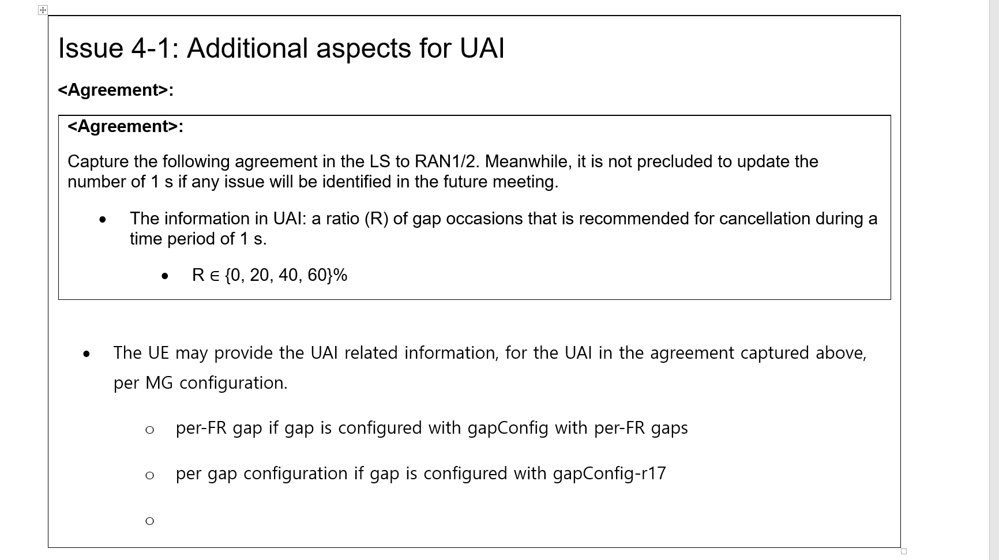 Issue 4-1: Additional aspects for UAI
<Agreement>:
<Agreement>:
Capture the following agreement in the LS to RAN1/2. Meanwhile, it is not precluded to update the
number of 1 s if any issue will be identified in the future meeting.
• The information in UAI: a ratio (R) of gap occasions that is recommended for cancellation during a
time period of 1 s.
• R ∈ {0, 20, 40, 60}%
• The UE may provide the UAI related information, for the UAI in the agreement captured above,
per MG configuration.
o per-FR gap if gap is configured with gapConfig with per-FR gaps
o per gap configuration if gap is configured with gapConfig-r17
o